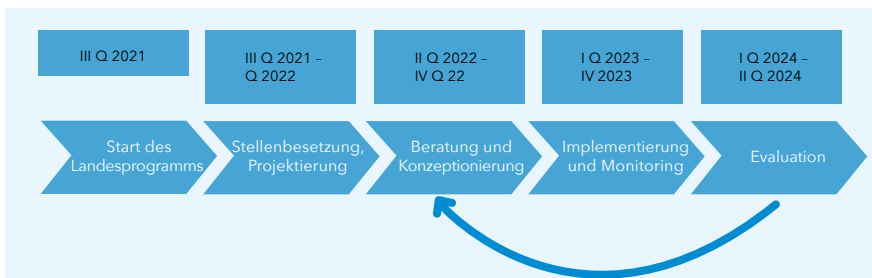 III Q 2021
III Q 2021 –
Q 2022
II Q 2022 –
IV Q 22
I Q 2023 –
IV 2023
I Q 2024 –
II Q 2024
Start des
Landesprogramms
Stellenbesetzung,
Projektierung
Beratung und
Konzeptionierung
Implementierung
und Monitoring
Evaluation